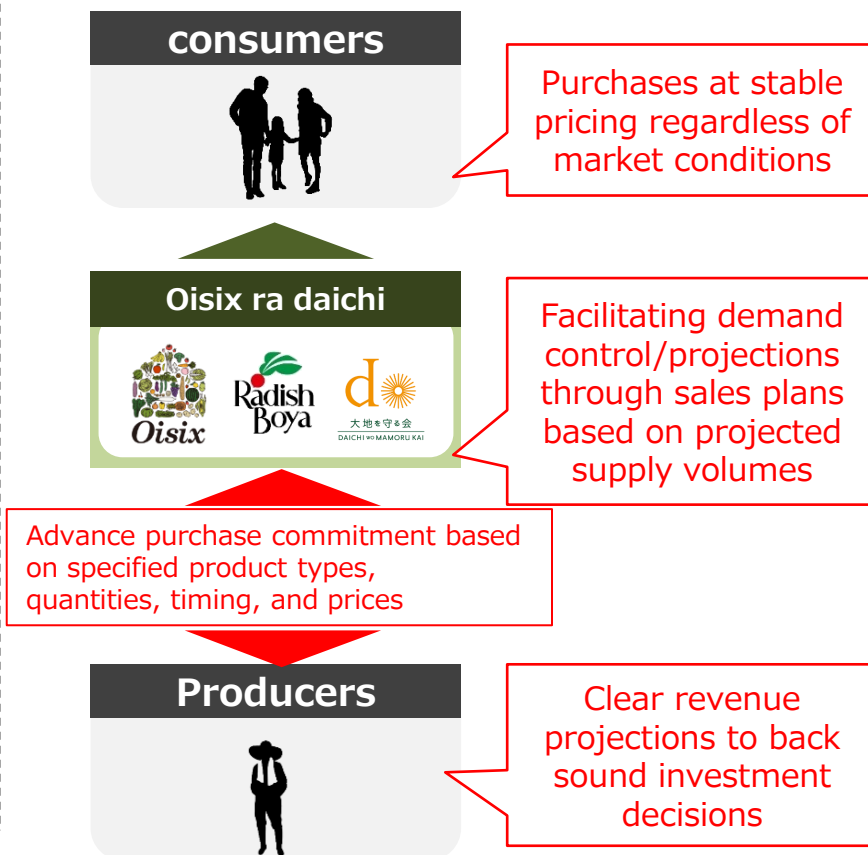 consumers
Purchases at stable
pricing regardless of
market conditions
Oisix ra daichi
Oisix
Radish
Boya
do
大地を守る会
DAICHI WO MAMORU KAI
Facilitating demand
control/projections
through sales plans
based on projected
supply volumes
Advance purchase commitment based
on specified product types,
quantities, timing, and prices
Producers
Clear revenue
projections to back
sound investment
decisions